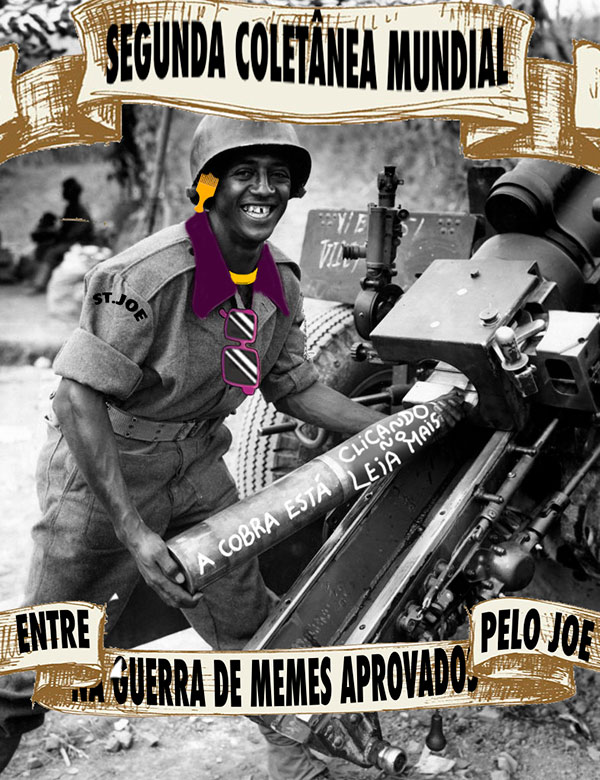 SEGUNDA COLETÂNEA MUNDIAL
ST.JOE
A COBRA ESTÁ
CLICANDO
NO
LEIA MAIS
ENTRE
NA GUERRA DE MEMES APROVADOS
PELO JOE